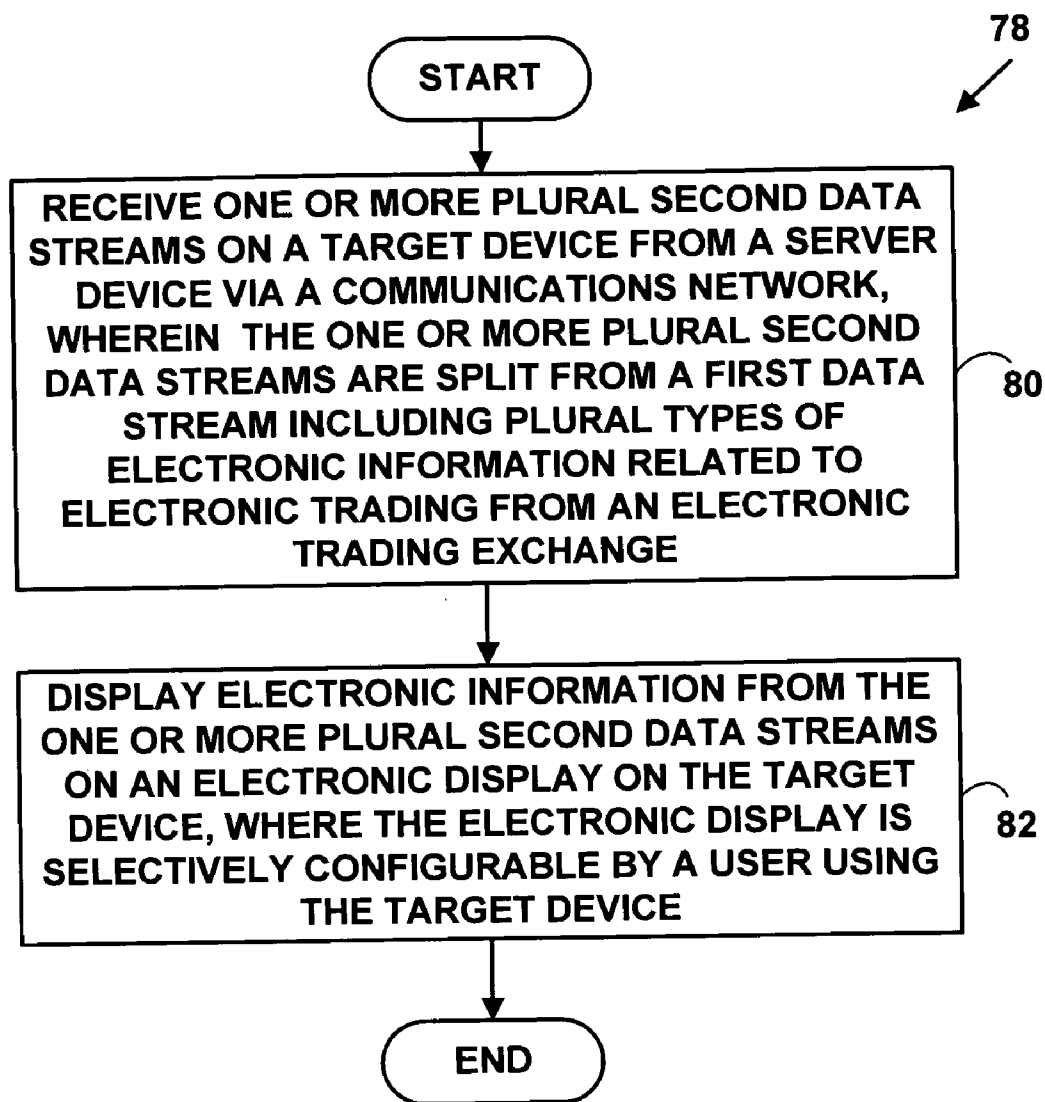 78
START
RECEIVE ONE OR MORE PLURAL SECOND DATA
STREAMS ON A TARGET DEVICE FROM A SERVER
DEVICE VIA A COMMUNICATIONS NETWORK,
WHEREIN THE ONE OR MORE PLURAL SECOND
DATA STREAMS ARE SPLIT FROM A FIRST DATA
STREAM INCLUDING PLURAL TYPES OF
ELECTRONIC INFORMATION RELATED TO
ELECTRONIC TRADING FROM AN ELECTRONIC
TRADING EXCHANGE
80
DISPLAY ELECTRONIC INFORMATION FROM THE
ONE OR MORE PLURAL SECOND DATA STREAMS
ON AN ELECTRONIC DISPLAY ON THE TARGET
DEVICE, WHERE THE ELECTRONIC DISPLAY IS
SELECTIVELY CONFIGURABLE BY A USER USING
THE TARGET DEVICE
82
END